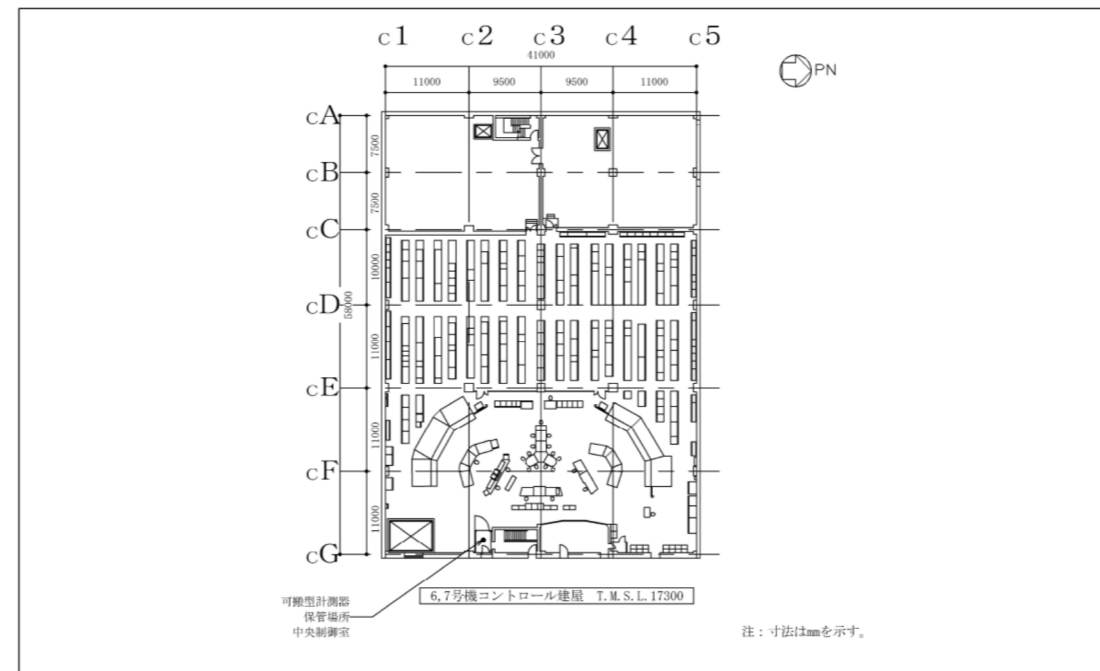 c1 c2 c3 c4 c5
41000
11000 9500 9500 11000
PN
cA
7500
cB
7500
cC
10000
cD
58000
11000
cE
11000
cF
11000
cG
可搬型計測器
保管場所
中央制御室
6,7号機コントロール建屋 T.M.S.L.17300
注：寸法はmmを示す。